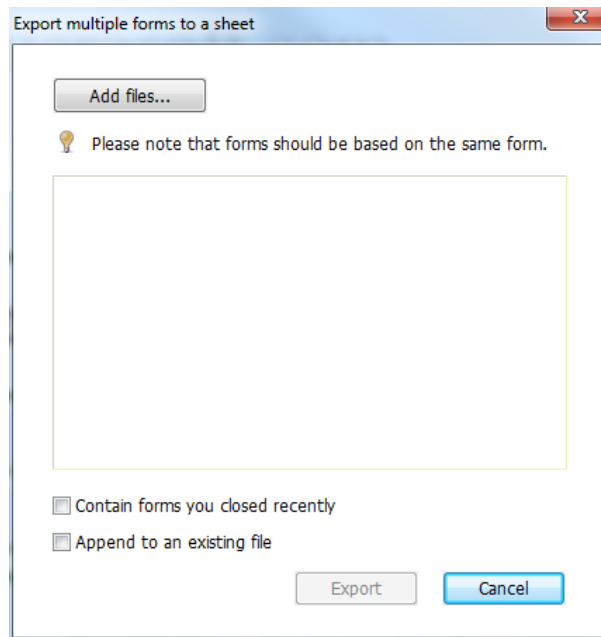 Export multiple forms to a sheet
Add files...
Please note that forms should be based on the same form.
Contain forms you closed recently
Append to an existing file
Export
Cancel